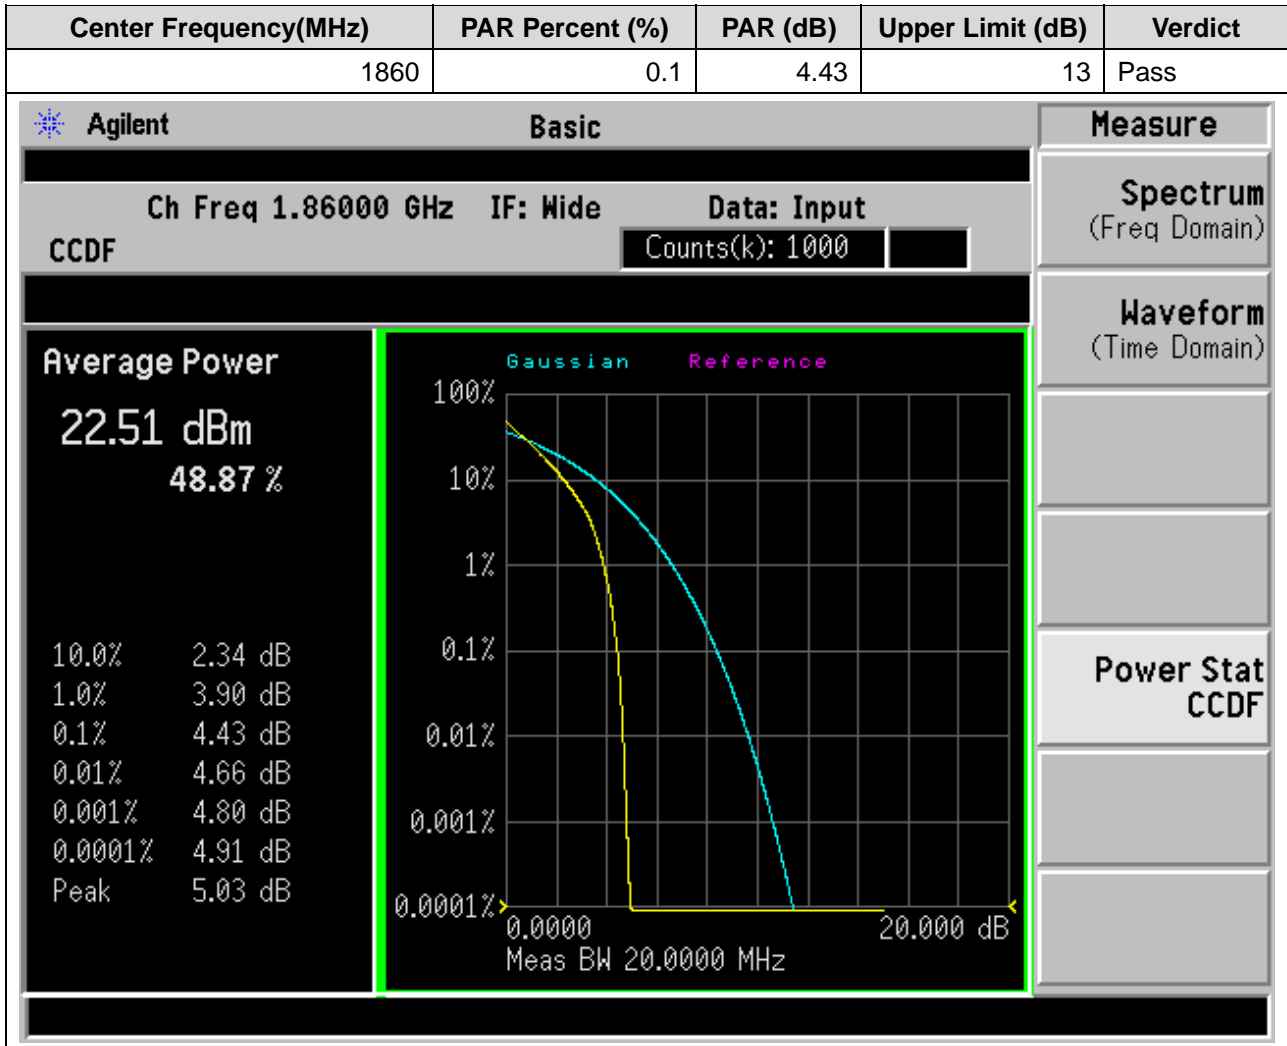 Center Frequency(MHz) PAR Percent (%) PAR (dB) Upper Limit (dB) Verdict
1860 0.1 4.43 13 Pass
Agilent Basic Measure
Ch Freq 1.86000 GHz IF: Wide Data: Input
CCDF Counts(k): 1000
Average Power
22.51 dBm
48.87 %
10.0% 2.34 dB
1.0% 3.90 dB
0.1% 4.43 dB
0.01% 4.66 dB
0.001% 4.80 dB
0.0001% 4.91 dB
Peak 5.03 dB
Gaussian Reference
100%
10%
1%
0.1%
0.01%
0.001%
0.0001%
0.0000 20.000 dB
Meas BW 20.0000 MHz
Spectrum
(Freq Domain)
Waveform
(Time Domain)
Power Stat
CCDF